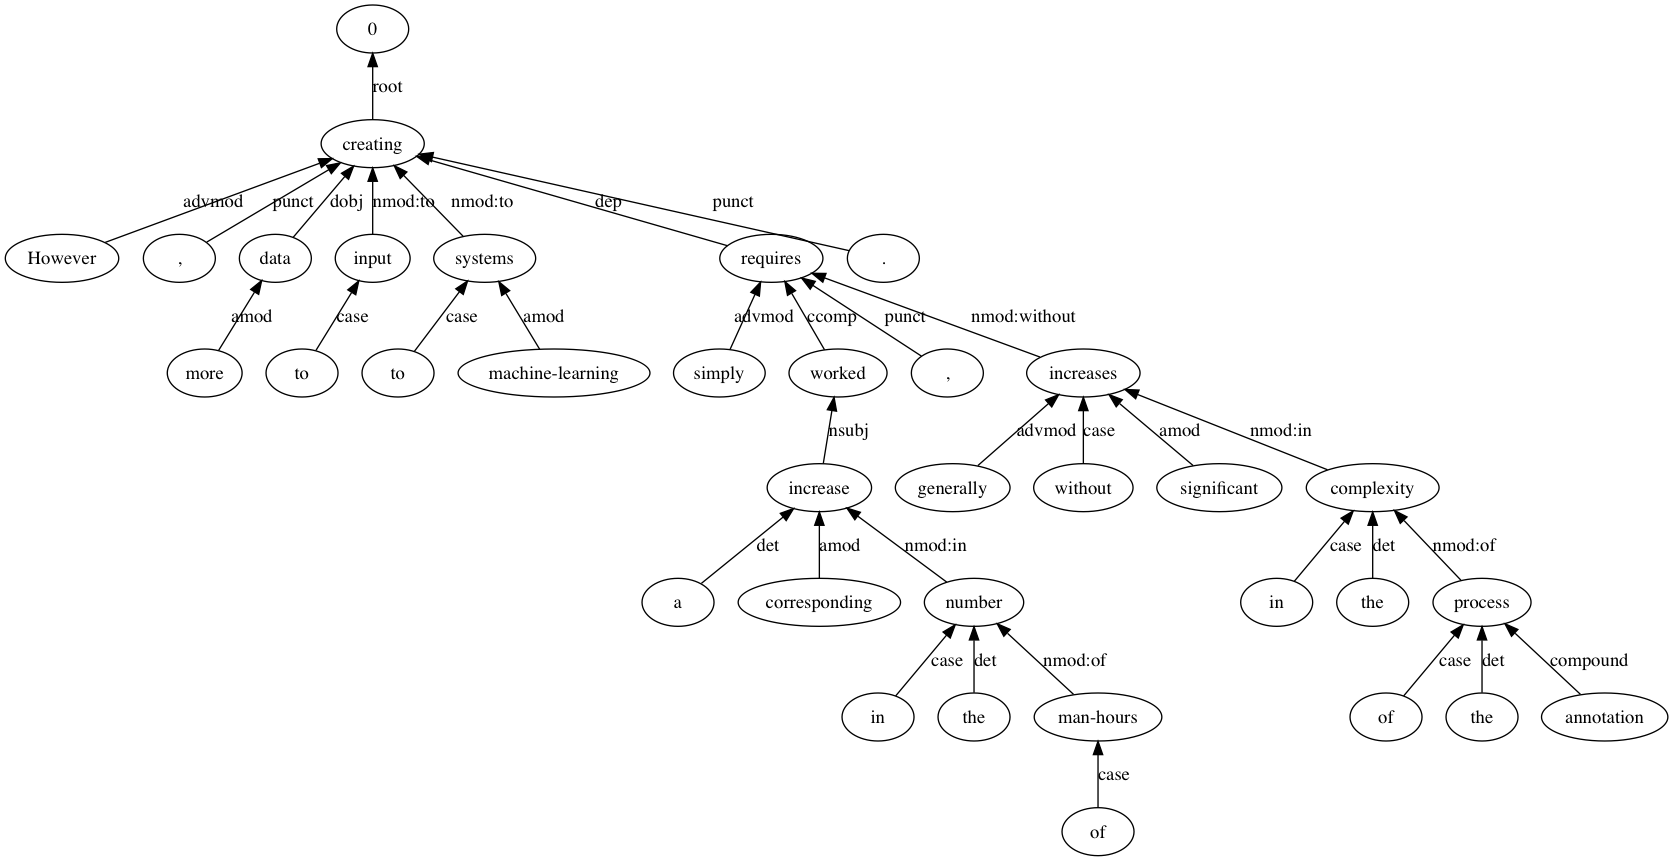 0
root
creating
advmod punct dobj nmod:to nmod:to dep punct
However , data input systems requires .
amod case case amod advmod ccomp punct nmod:without
more to to machine-learning simply worked , increases
nsubj advmod case amod nmod:in
increase generally without significant complexity
det amod nmod:in case det nmod:of
a corresponding number in the process
case det nmod:of case det compound
in the man-hours of the annotation
case
of